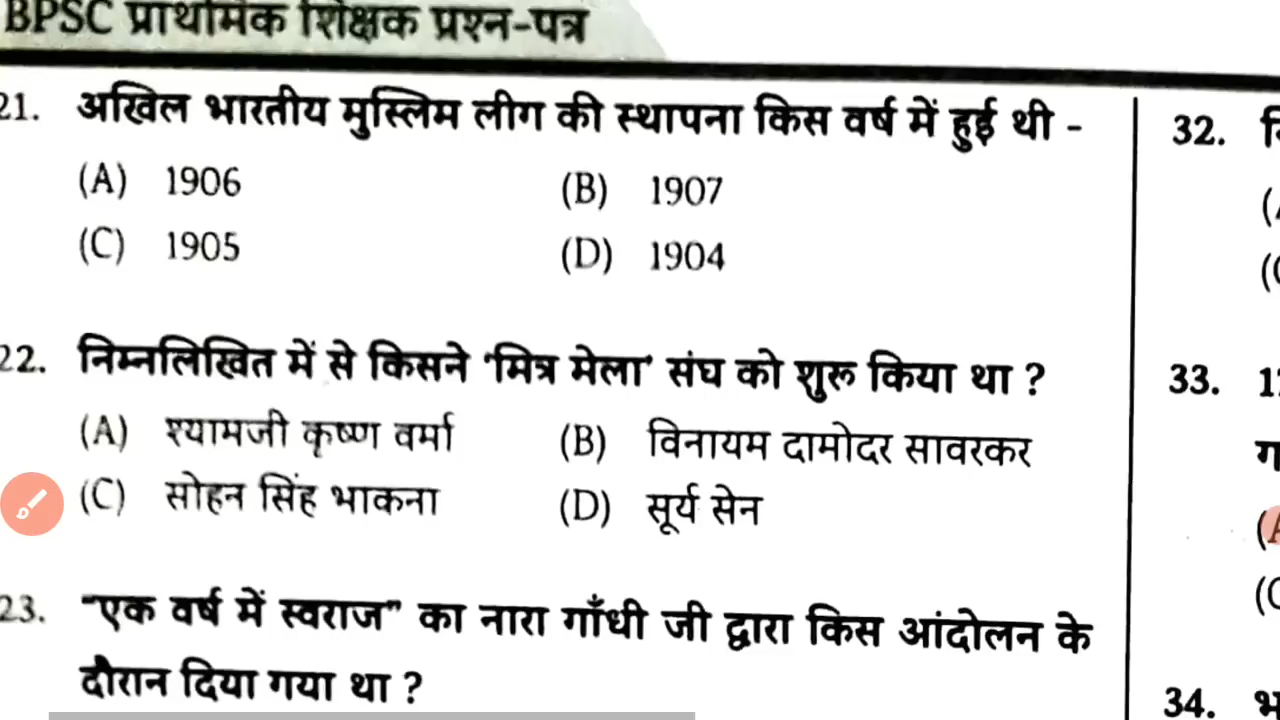 BPSC प्राथमिक शिक्षक प्रश्न-पत्र
21. अखिल भारतीय मुस्लिम लीग की स्थापना किस वर्ष में हुई थी -
(A) 1906 (B) 1907
(C) 1905 (D) 1904
22. निम्नलिखित में से किसने 'मित्र मेला' संघ को शुरू किया था ?
(A) श्यामजी कृष्ण वर्मा (B) विनायम दामोदर सावरकर
(C) सोहन सिंह भाकना (D) सूर्य सेन
23. "एक वर्ष में स्वराज" का नारा गाँधी जी द्वारा किस आंदोलन के
दौरान दिया गया था ?
32.
33.
34.